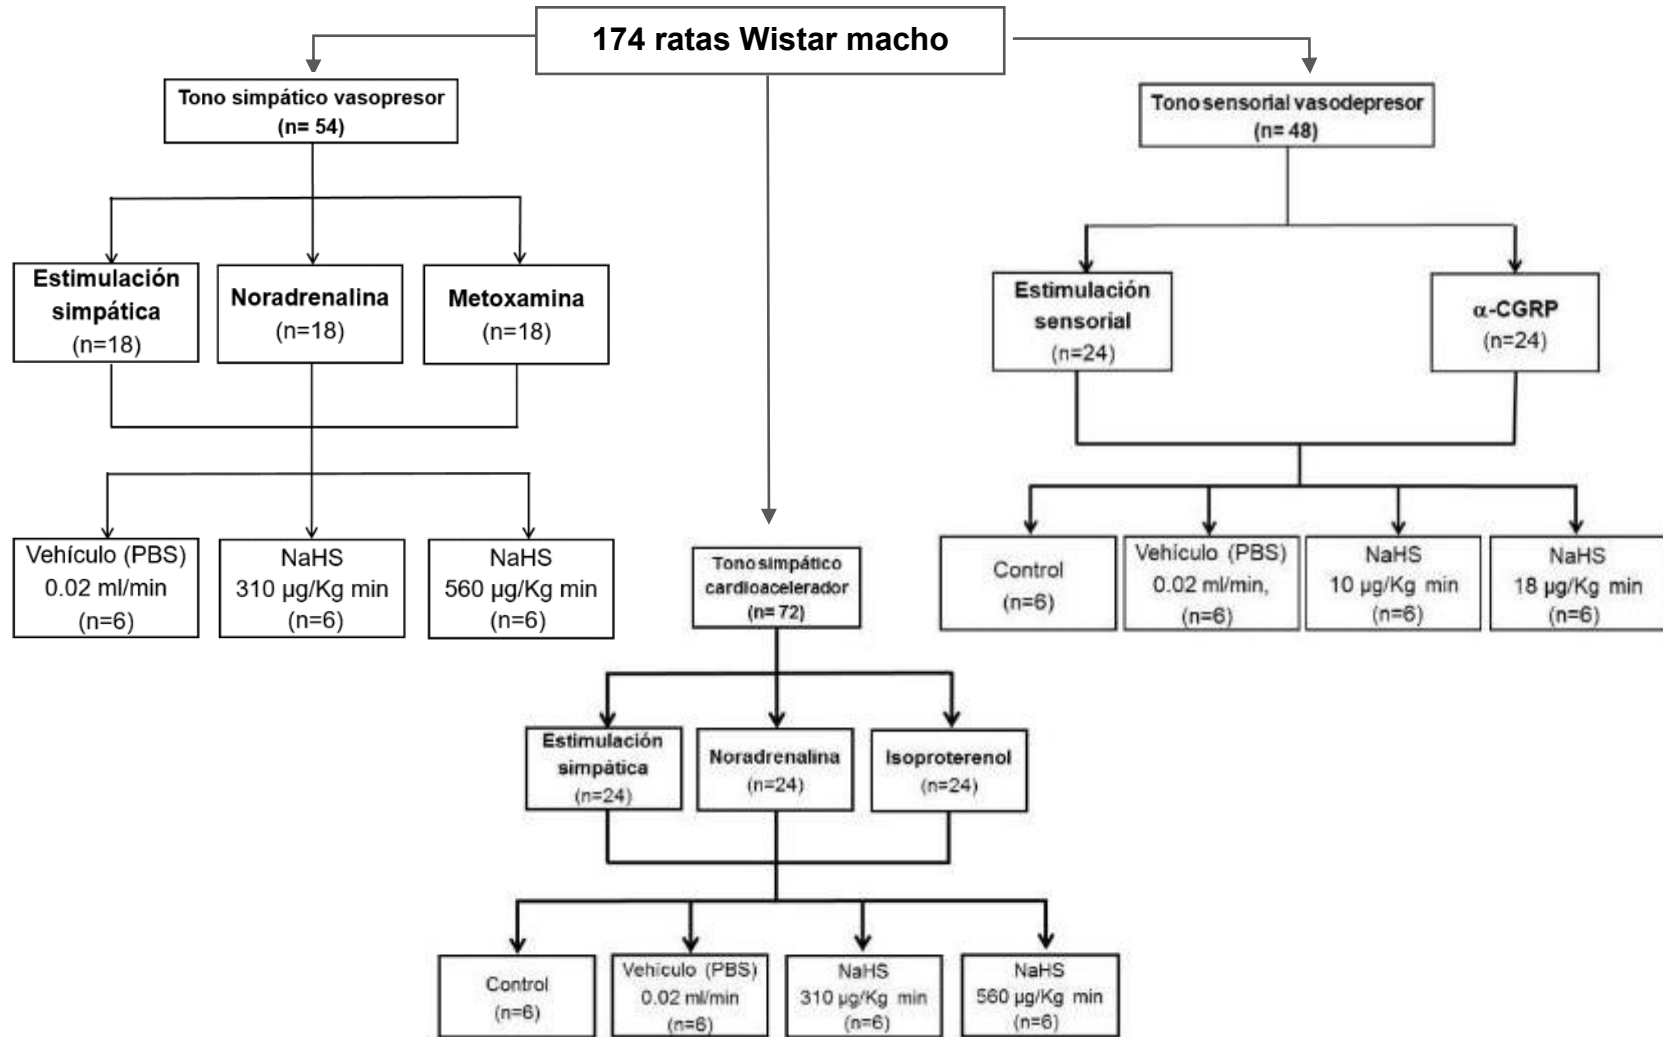 174 ratas Wistar macho
Tono simpático vasopresor
(n= 54)
Estimulación
simpática
(n=18)
Noradrenalina
(n=18)
Metoxamina
(n=18)
Vehículo (PBS)
0.02 ml/min
(n=6)
NaHS
310 µg/Kg min
(n=6)
NaHS
560 µg/Kg min
(n=6)
Tono simpático
cardioacelerador
(n= 72)
Estimulación
simpática
(n=24)
Noradrenalina
(n=24)
Isoproterenol
(n=24)
Control
(n=6)
Vehículo (PBS)
0.02 ml/min
(n=6)
NaHS
310 µg/Kg min
(n=6)
NaHS
560 µg/Kg min
(n=6)
Tono sensorial vasodepresor
(n= 48)
Estimulación
sensorial
(n=24)
α-CGRP
(n=24)
Control
(n=6)
Vehículo (PBS)
0.02 ml/min,
(n=6)
NaHS
10 µg/Kg min
(n=6)
NaHS
18 µg/Kg min
(n=6)